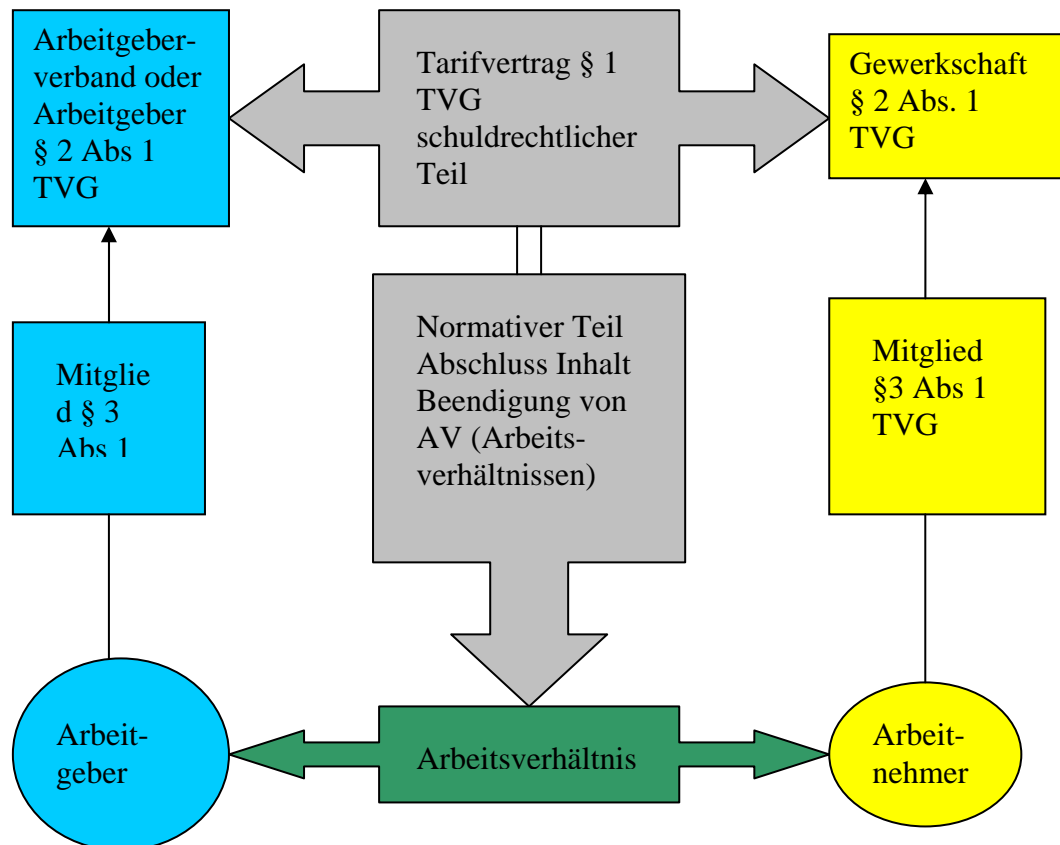 Arbeitgeber-
verband oder
Arbeitgeber
§ 2 Abs 1
TVG
Tarifvertrag § 1
TVG
schuldrechtlicher
Teil
Gewerkschaft
§ 2 Abs. 1
TVG
Mitglie
d § 3
Abs 1
Normativer Teil
Abschluss Inhalt
Beendigung von
AV (Arbeits-
verhältnissen)
Mitglied
§3 Abs 1
TVG
Arbeit-
geber
Arbeitsverhältnis
Arbeit-
nehmer